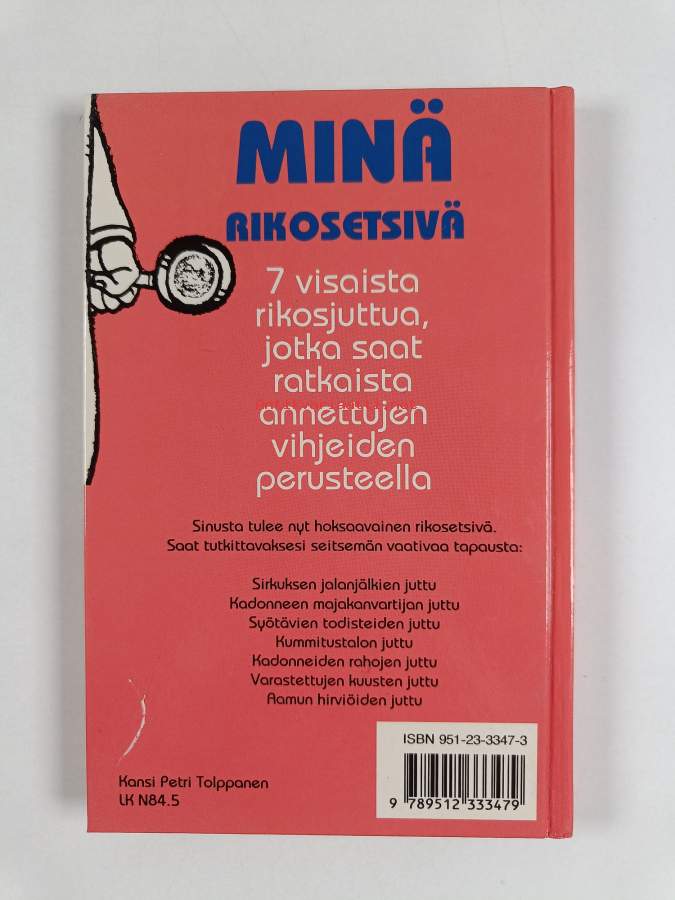 MINÄ
RIKOSETSIVÄ
7 visaista
rikosjuttua,
jotka saat
ratkaista
annettujen
vihjeiden
perusteella
Sinusta tulee nyt hoksaavainen rikosetsivä.
Saat tutkittavaksesi seitsemän vaativaa tapausta:
Sirkuksen jalanjälkien juttu
Kadonneen majakanvartijan juttu
Syötävien todisteiden juttu
Kummitustalon juttu
Kadonneiden rahojen juttu
Varastettujen kuusten juttu
Aamun hirviöiden juttu
ISBN 951-23-3347-3
9 789512 333479
Kansi Petri Tolppanen
LK N84.5